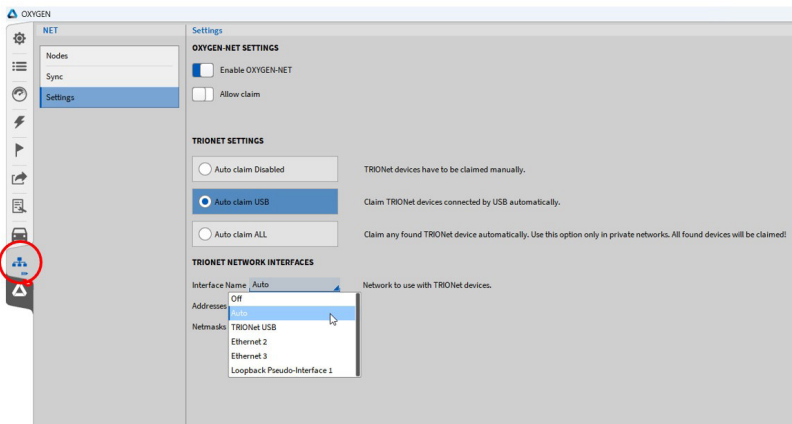 OXYGEN
NET
Nodes
Sync
Settings
Settings
OXYGEN-NET SETTINGS
Enable OXYGEN-NET
Allow claim
TRIONET SETTINGS
Auto claim Disabled
TRIONet devices have to be claimed manually.
Auto claim USB
Claim TRIONet devices connected by USB automatically.
Auto claim ALL
Claim any found TRIONet device automatically. Use this option only in private networks. All found devices will be claimed!
TRIONET NETWORK INTERFACES
Interface Name Auto
Network to use with TRIONet devices.
Addresses
Netmasks
Off
Auto
TRIONet USB
Ethernet 2
Ethernet 3
Loopback Pseudo-Interface 1